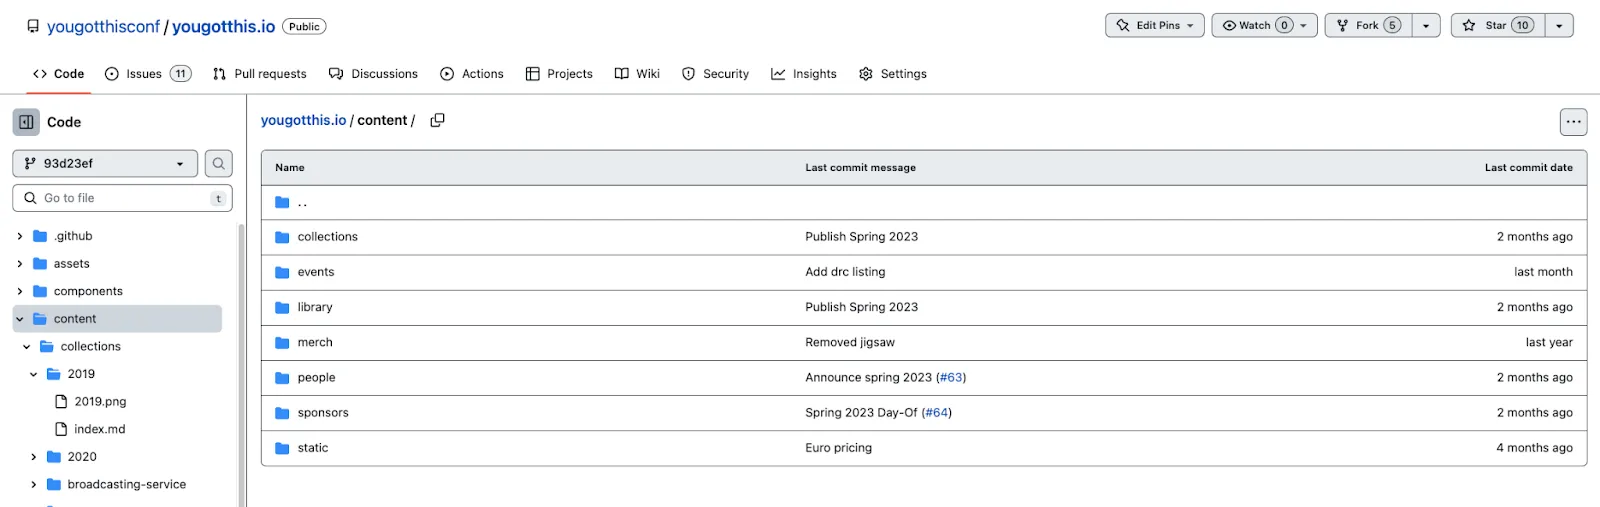 yougotthisconf / yougotthis.io Public
Edit Pins Watch 0 Fork 5 Star 10
Code Issues 11 Pull requests Discussions Actions Projects Wiki Security Insights Settings
Code
93d23ef
Go to file t
.github
assets
components
content
collections
2019
2019.png
index.md
2020
broadcasting-service
yougotthis.io / content /
Name Last commit message Last commit date
..
collections Publish Spring 2023 2 months ago
events Add drc listing last month
library Publish Spring 2023 2 months ago
merch Removed jigsaw last year
people Announce spring 2023 (#63) 2 months ago
sponsors Spring 2023 Day-Of (#64) 2 months ago
static Euro pricing 4 months ago